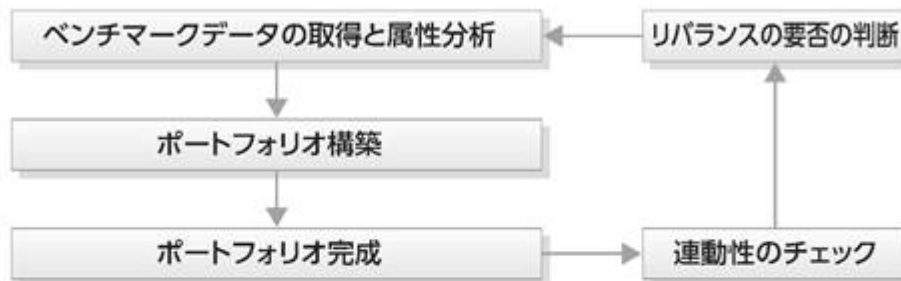 ベンチマークデータの取得と属性分析
リバランスの要否の判断
ポートフォリオ構築
ポートフォリオ完成
連動性のチェック